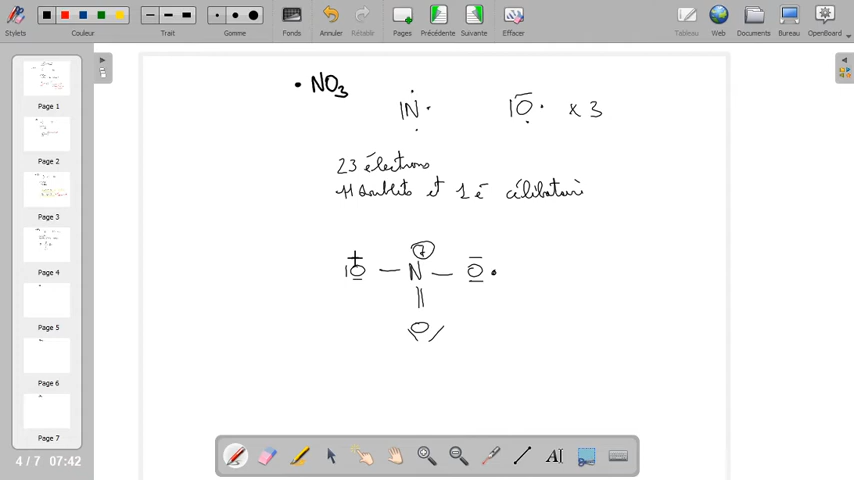 Stylets
Couleur
Trait
Gomme
Fonds
Annuler
Rétablir
Pages
Précédente
Suivante
Effacer
Tableau
Web
Documents
Bureau
OpenBoard
Page 1
Page 2
Page 3
Page 4
Page 5
Page 6
Page 7
4 / 7 07:42
• NO3
|N
|O x 3
23 électrons
11 doublets et 1 é célibataire
|O — N — O •
O
AI